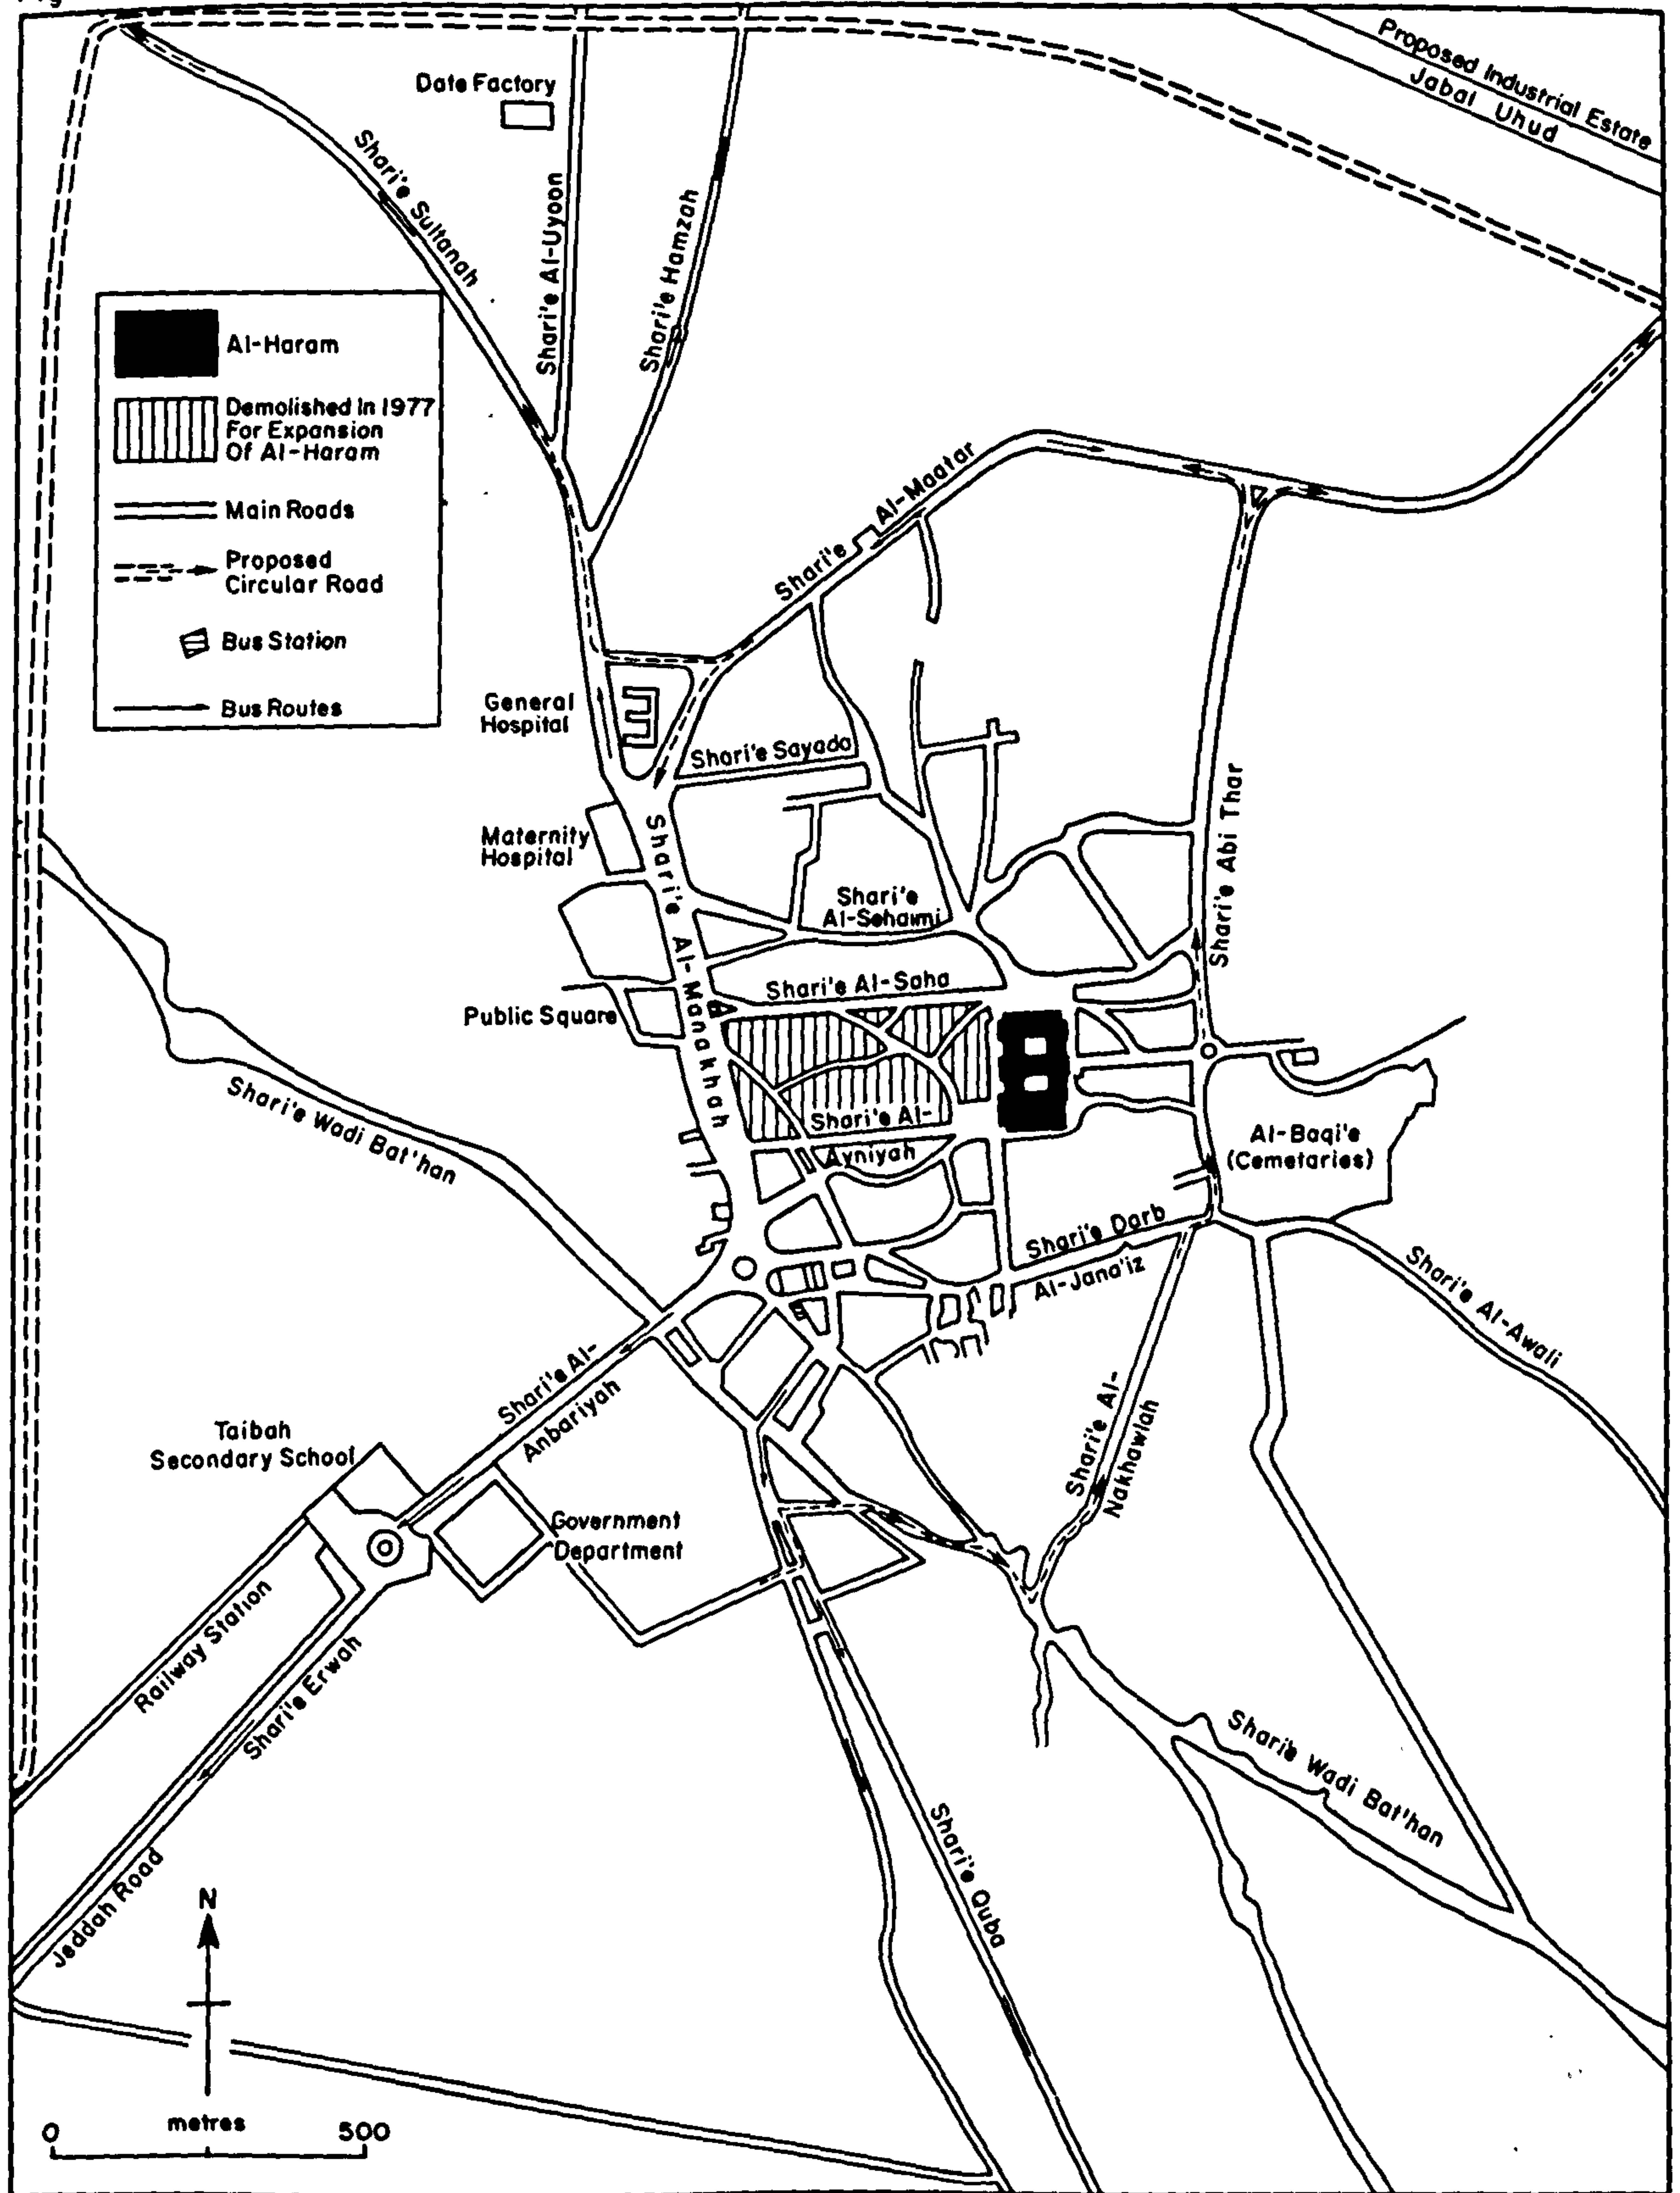 Proposed Industrial Estate
Jabal Uhud
Date Factory
Shari'e Sultanah
Shari'e Al-Uyoon
Shari'e Hamzah
Al-Haram
Demolished In 1977
For Expansion
Of Al-Haram
Main Roads
Proposed
Circular Road
Bus Station
Bus Routes
Shari'e Al-Maatar
General
Hospital
Shari'e Sayada
Maternity
Hospital
Shari'e Al-Manakhah
Shari'e Abi Thar
Shari'e
Al-Sehaimi
Shari'e Al-Saha
Public Square
Shari'e Wadi Bat'han
Shari'e Al-
Ayniyah
Al-Baqi'e
(Cemetaries)
Shari'e Darb
Al-Jana'iz
Shari'e Al-Awali
Shari'e Al-
Anbariyah
Shari'e Al-
Nakhawlah
Taibah
Secondary School
Government
Department
Railway Station
Shari'e Erwah
Shari'e Wadi Bat'han
Shari'e Quba
Jeddah Road
N
metres
0 500